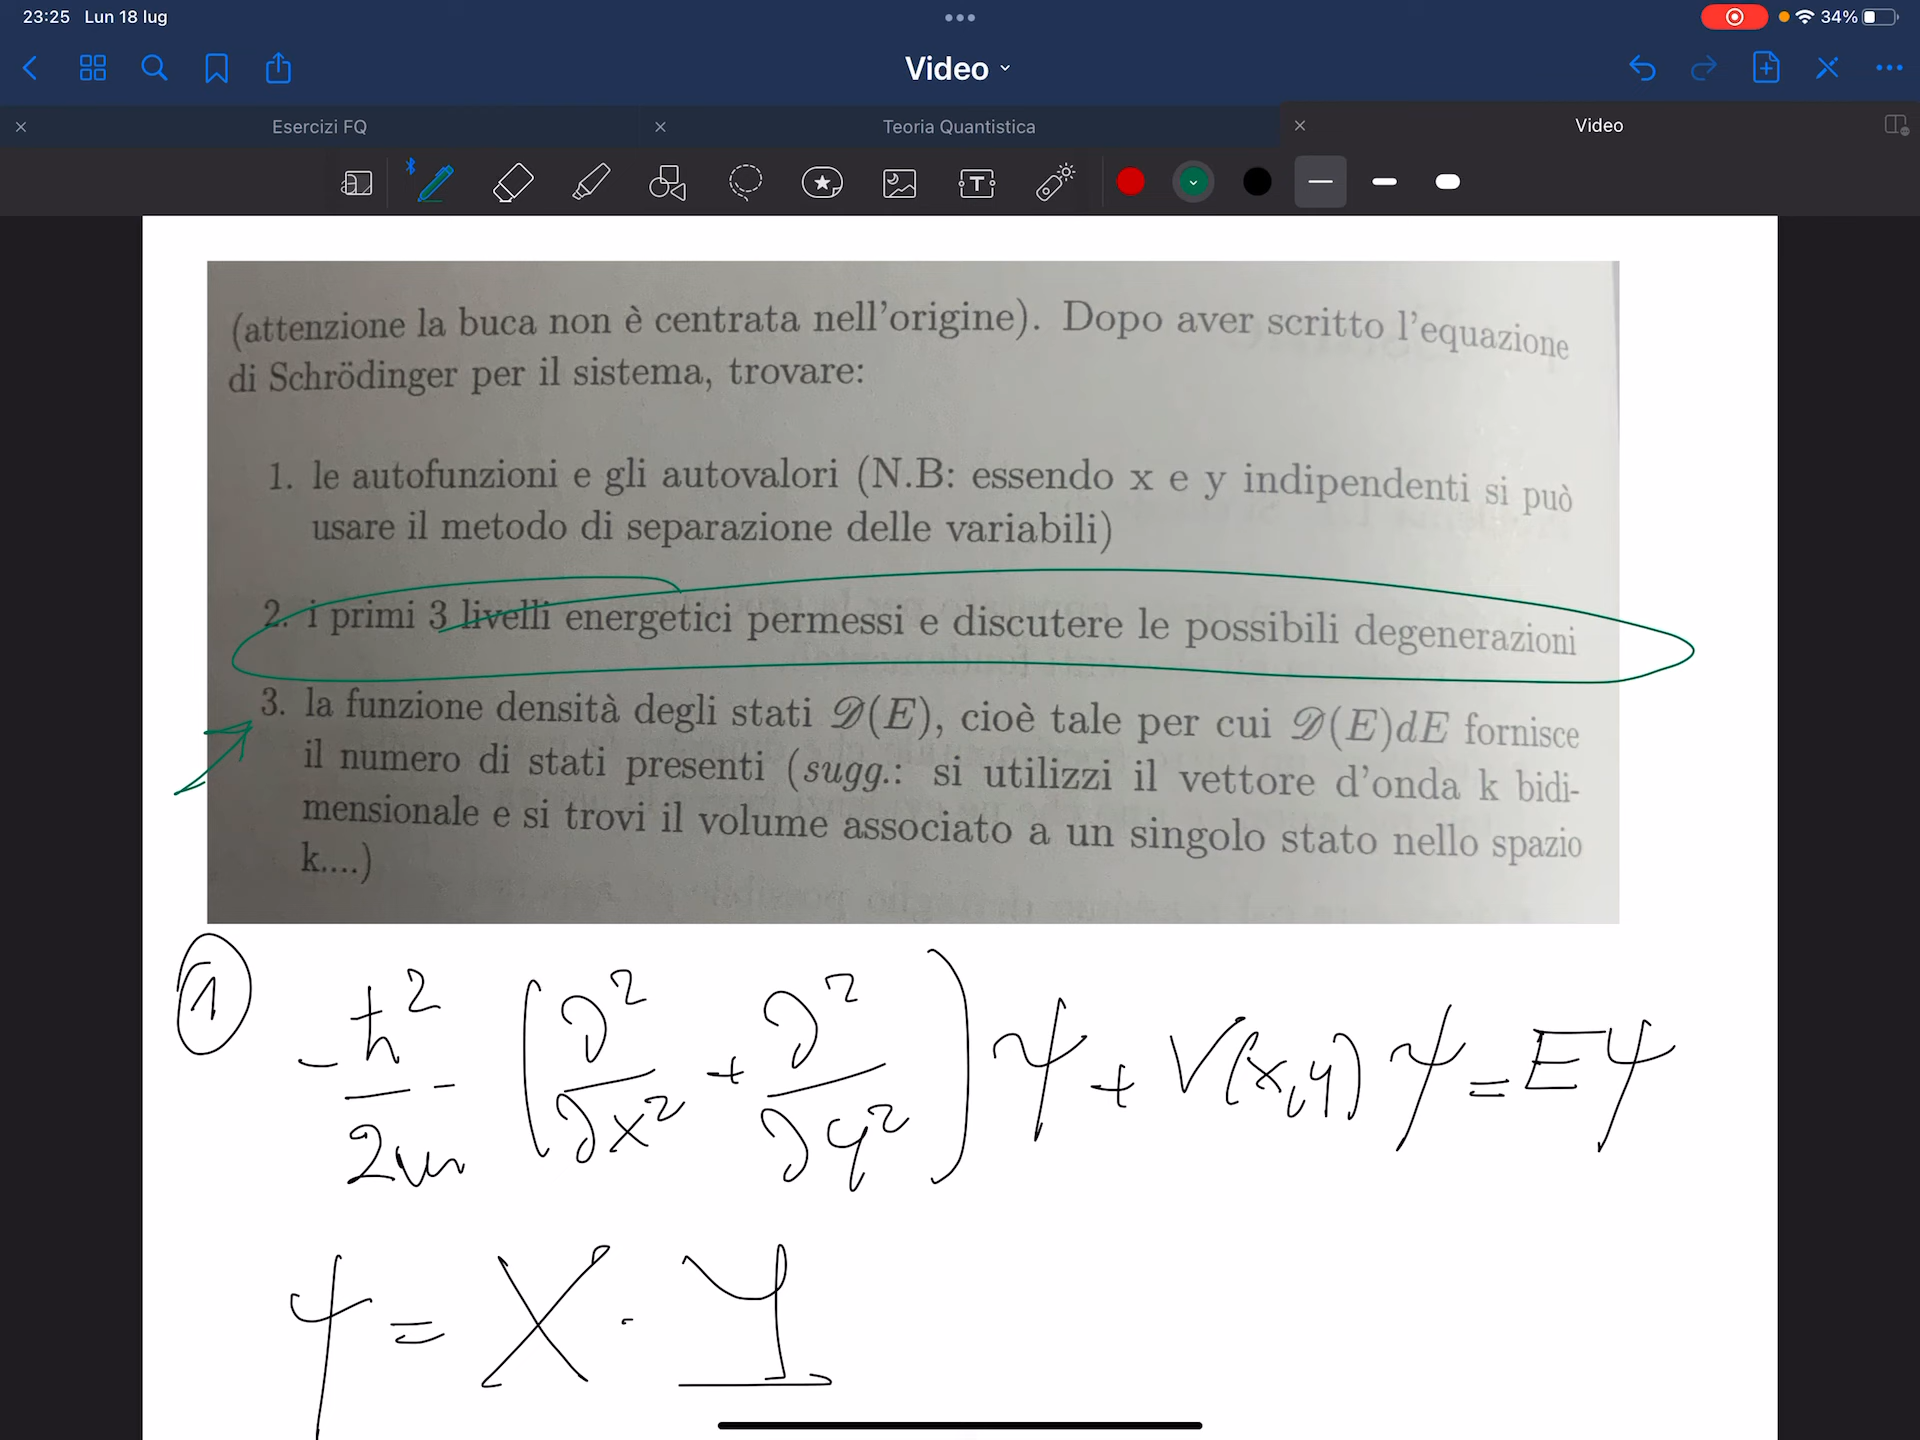 23:25 Lun 18 lug
34%
Video
Esercizi FQ
Teoria Quantistica
Video
(attenzione la buca non è centrata nell'origine). Dopo aver scritto l'equazione
di Schrödinger per il sistema, trovare:
1. le autofunzioni e gli autovalori (N.B: essendo x e y indipendenti si può
usare il metodo di separazione delle variabili)
2. i primi 3 livelli energetici permessi e discutere le possibili degenerazioni
3. la funzione densità degli stati 𝒟(E), cioè tale per cui 𝒟(E)dE fornisce
il numero di stati presenti (sugg.: si utilizzi il vettore d'onda k bidi-
mensionale e si trovi il volume associato a un singolo stato nello spazio
k....)
① -ℏ²/2m (∂²/∂x² + ∂²/∂y²) ψ + V(x,y) ψ = Eψ
ψ = X · Y